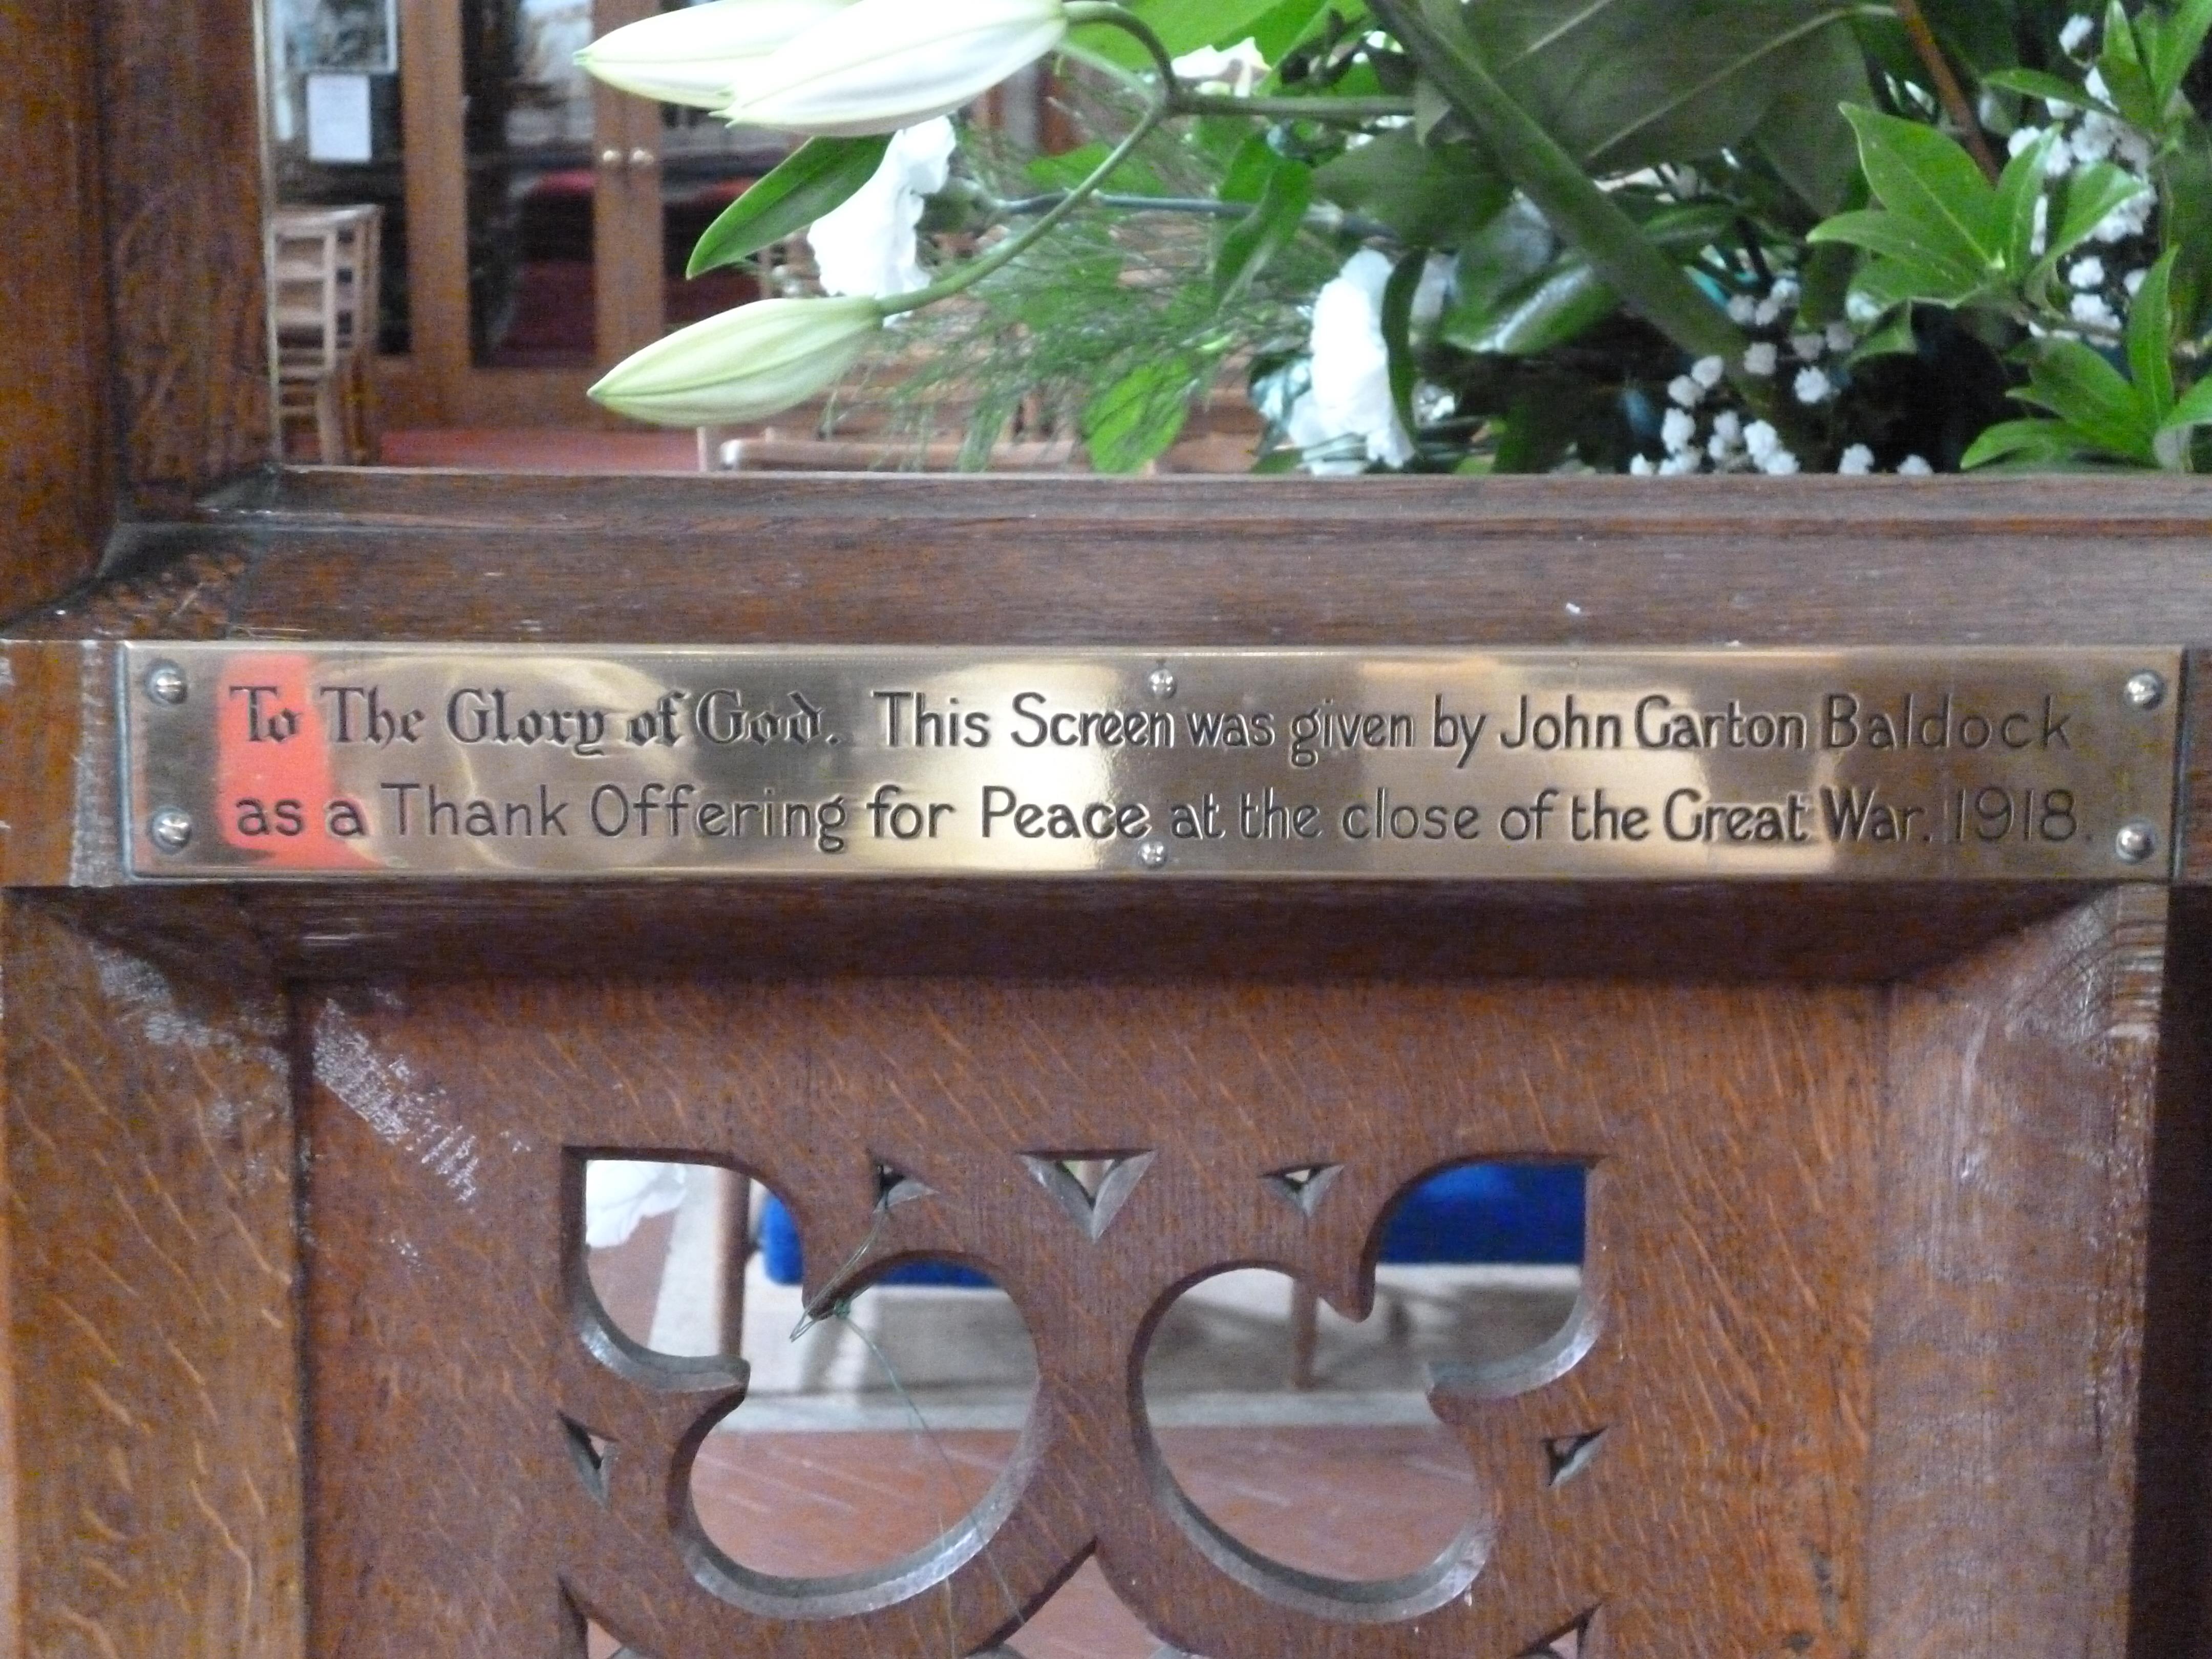 To The Glory of God. This Screen was given by John Garton Baldock
as a Thank Offering for Peace at the close of the Great War. 1918.